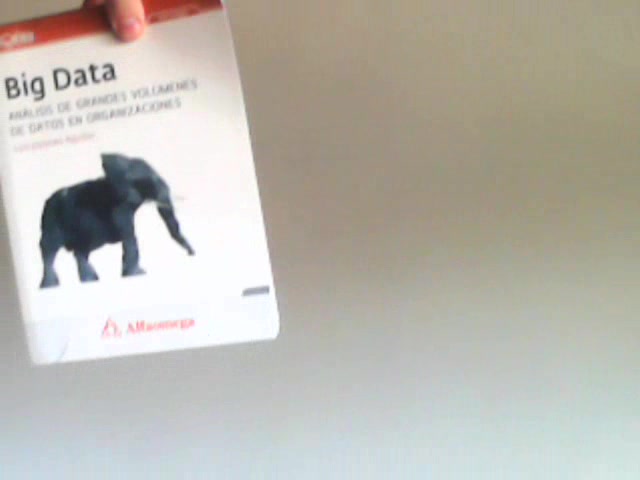 Big Data
ANÁLISIS DE GRANDES VOLÚMENES
DE DATOS EN ORGANIZACIONES
Alfaomega